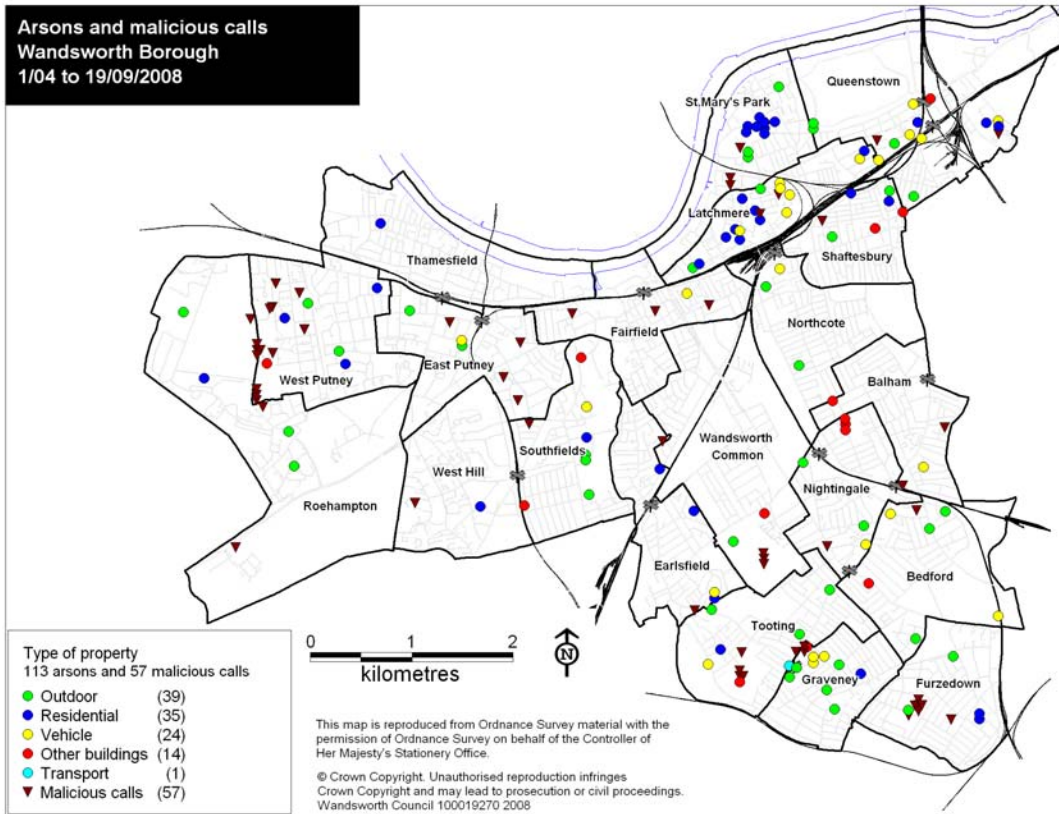 Arsons and malicious calls
Wandsworth Borough
1/04 to 19/09/2008
Queenstown
St.Mary's Park
Latchmere
Shaftesbury
Thamesfield
Fairfield
Northcote
East Putney
West Putney
Balham
Wandsworth
Common
Southfields
West Hill
Nightingale
Roehampton
Earlsfield
Bedford
Tooting
Graveney
Furzedown
Type of property
113 arsons and 57 malicious calls
Outdoor (39)
Residential (35)
Vehicle (24)
Other buildings (14)
Transport (1)
Malicious calls (57)
0 1 2
kilometres
N
This map is reproduced from Ordnance Survey material with the
permission of Ordnance Survey on behalf of the Controller of
Her Majesty's Stationery Office.
© Crown Copyright. Unauthorised reproduction infringes
Crown Copyright and may lead to prosecution or civil proceedings.
Wandsworth Council 100019270 2008